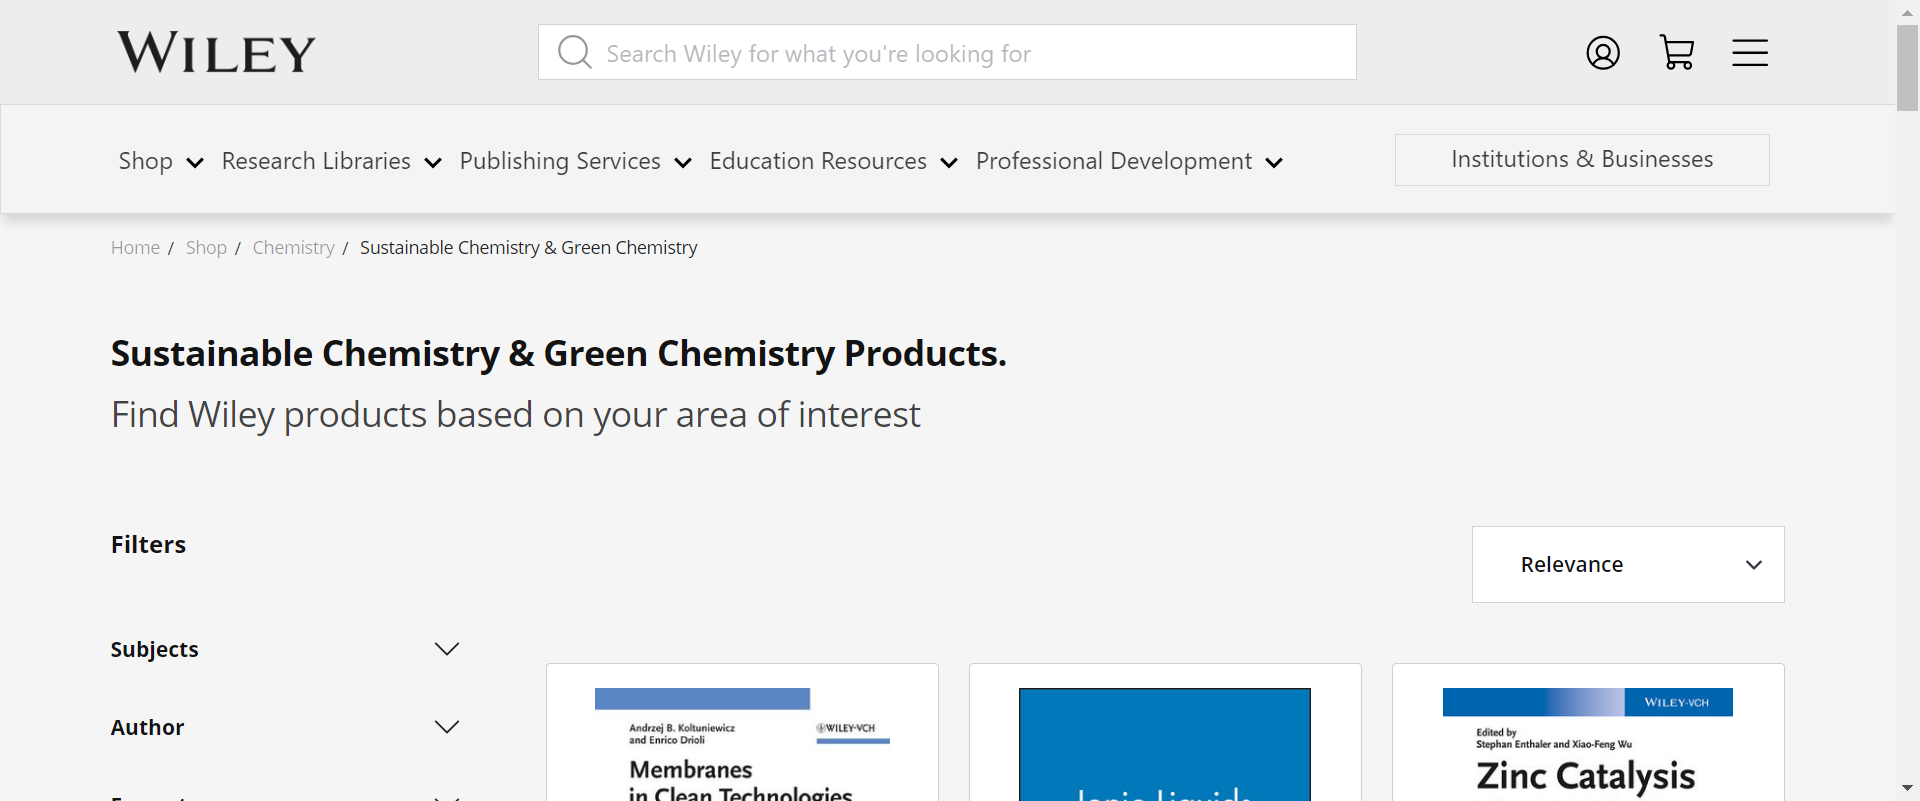 WILEY
Search Wiley for what you're looking for
Shop Research Libraries Publishing Services Education Resources Professional Development Institutions & Businesses
Home / Shop / Chemistry / Sustainable Chemistry & Green Chemistry
Sustainable Chemistry & Green Chemistry Products.
Find Wiley products based on your area of interest
Filters
Relevance
Subjects
Author
Andrzej B. Koltuniewicz
and Enrico Drioli
WILEY-VCH
Membranes
in Clean Technologies
Ionic Liquids
WILEY-VCH
Edited by
Stephan Enthaler and Xiao-Feng Wu
Zinc Catalysis